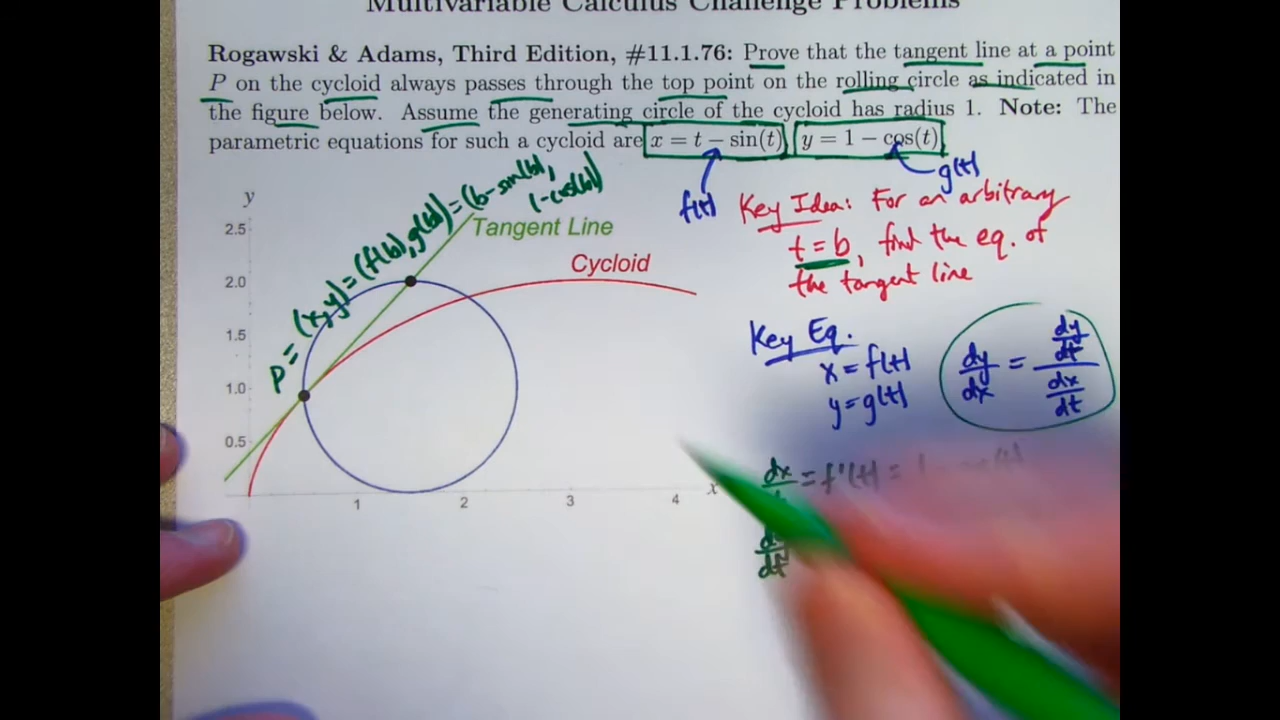 Multivariable Calculus Challenge Problems
Rogawski & Adams, Third Edition, #11.1.76: Prove that the tangent line at a point
P on the cycloid always passes through the top point on the rolling circle as indicated in
the figure below. Assume the generating circle of the cycloid has radius 1. Note: The
parametric equations for such a cycloid are x = t − sin(t), y = 1 − cos(t)
f(t)
g(t)
P = (x,y) = (f(b), g(b)) = (b-sin(b),
1-cos(b))
Key Idea: For an arbitrary
t = b, find the eq. of
the tangent line
Key Eq.
x = f(t)
y = g(t)
dy/dx = (dy/dt)/(dx/dt)
dx
= f'(t) =
dy/dt
y
2.5
2.0
1.5
1.0
0.5
Tangent Line
Cycloid
1 2 3 4 x